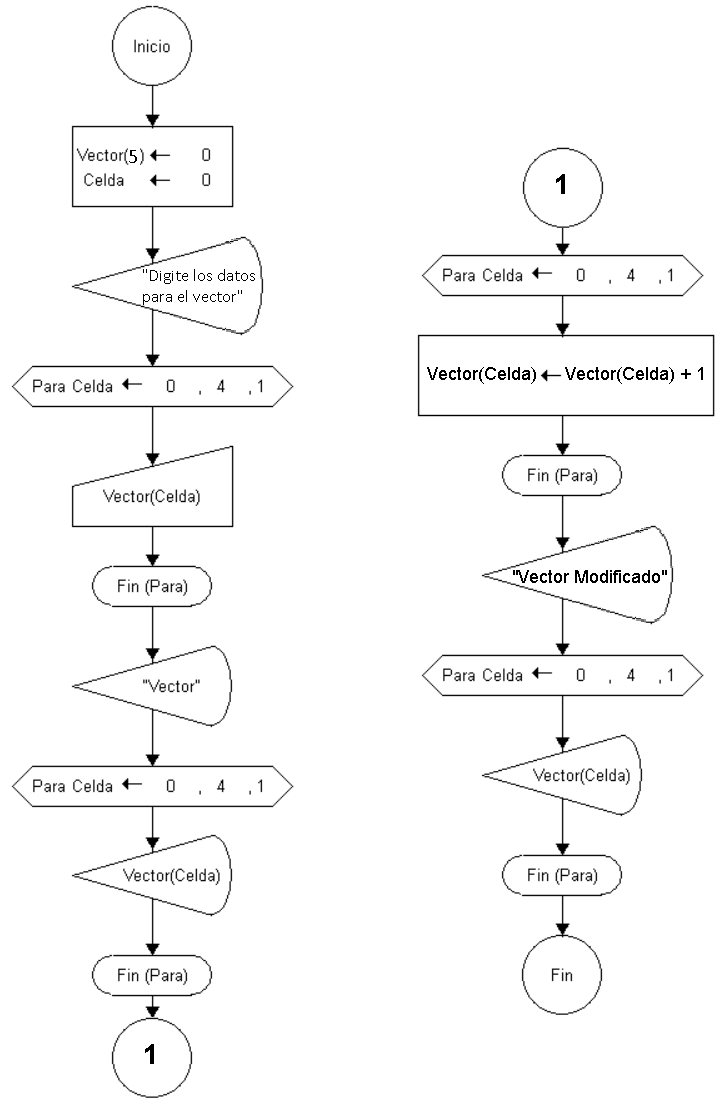 Inicio
Vector(5) ← 0
Celda ← 0
"Digite los datos
para el vector"
Para Celda ← 0 , 4 ,1
Vector(Celda)
Fin (Para)
"Vector"
Para Celda ← 0 , 4 ,1
Vector(Celda)
Fin (Para)
1
1
Para Celda ← 0 , 4 ,1
Vector(Celda) ← Vector(Celda) + 1
Fin (Para)
"Vector Modificado"
Para Celda ← 0 , 4 ,1
Vector(Celda)
Fin (Para)
Fin